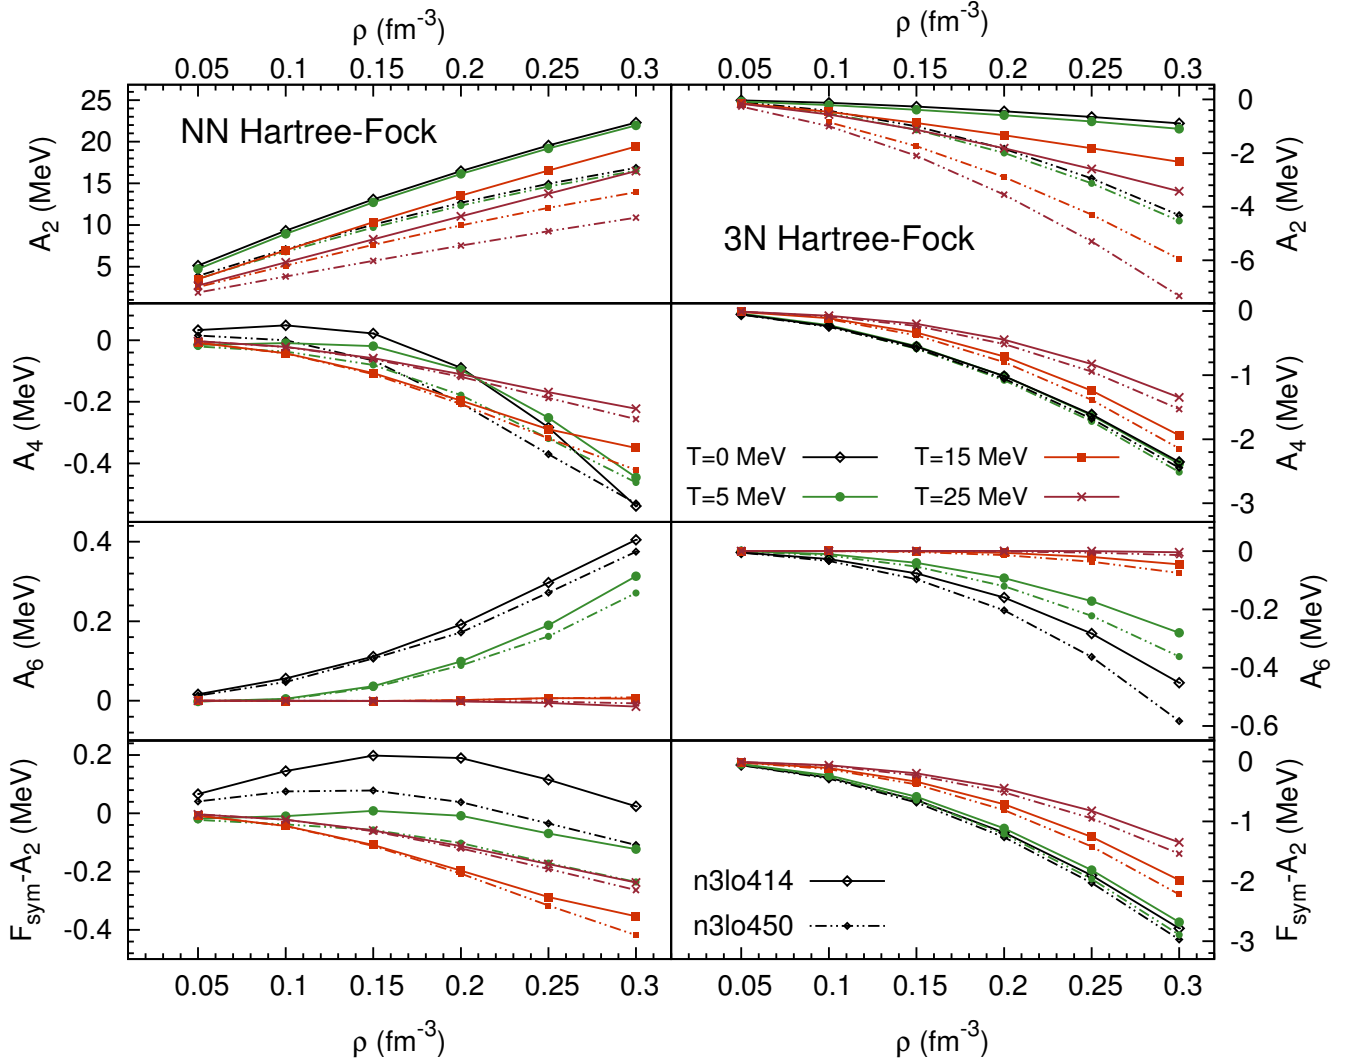 ρ (fm⁻³) ρ (fm⁻³)
0.05 0.1 0.15 0.2 0.25 0.3 0.05 0.1 0.15 0.2 0.25 0.3
NN Hartree-Fock
A₂ (MeV)
25
20
15
10
5
3N Hartree-Fock
0
-2
-4
-6
A₂ (MeV)
A₄ (MeV)
0
-0.2
-0.4
T=0 MeV T=15 MeV
T=5 MeV T=25 MeV
0
-1
-2
-3
A₄ (MeV)
A₆ (MeV)
0.4
0.2
0
0
-0.2
-0.4
-0.6
A₆ (MeV)
F_sym-A₂ (MeV)
0.2
0
-0.2
-0.4
n3lo414
n3lo450
0
-1
-2
-3
F_sym-A₂ (MeV)
0.05 0.1 0.15 0.2 0.25 0.3 0.05 0.1 0.15 0.2 0.25 0.3
ρ (fm⁻³) ρ (fm⁻³)